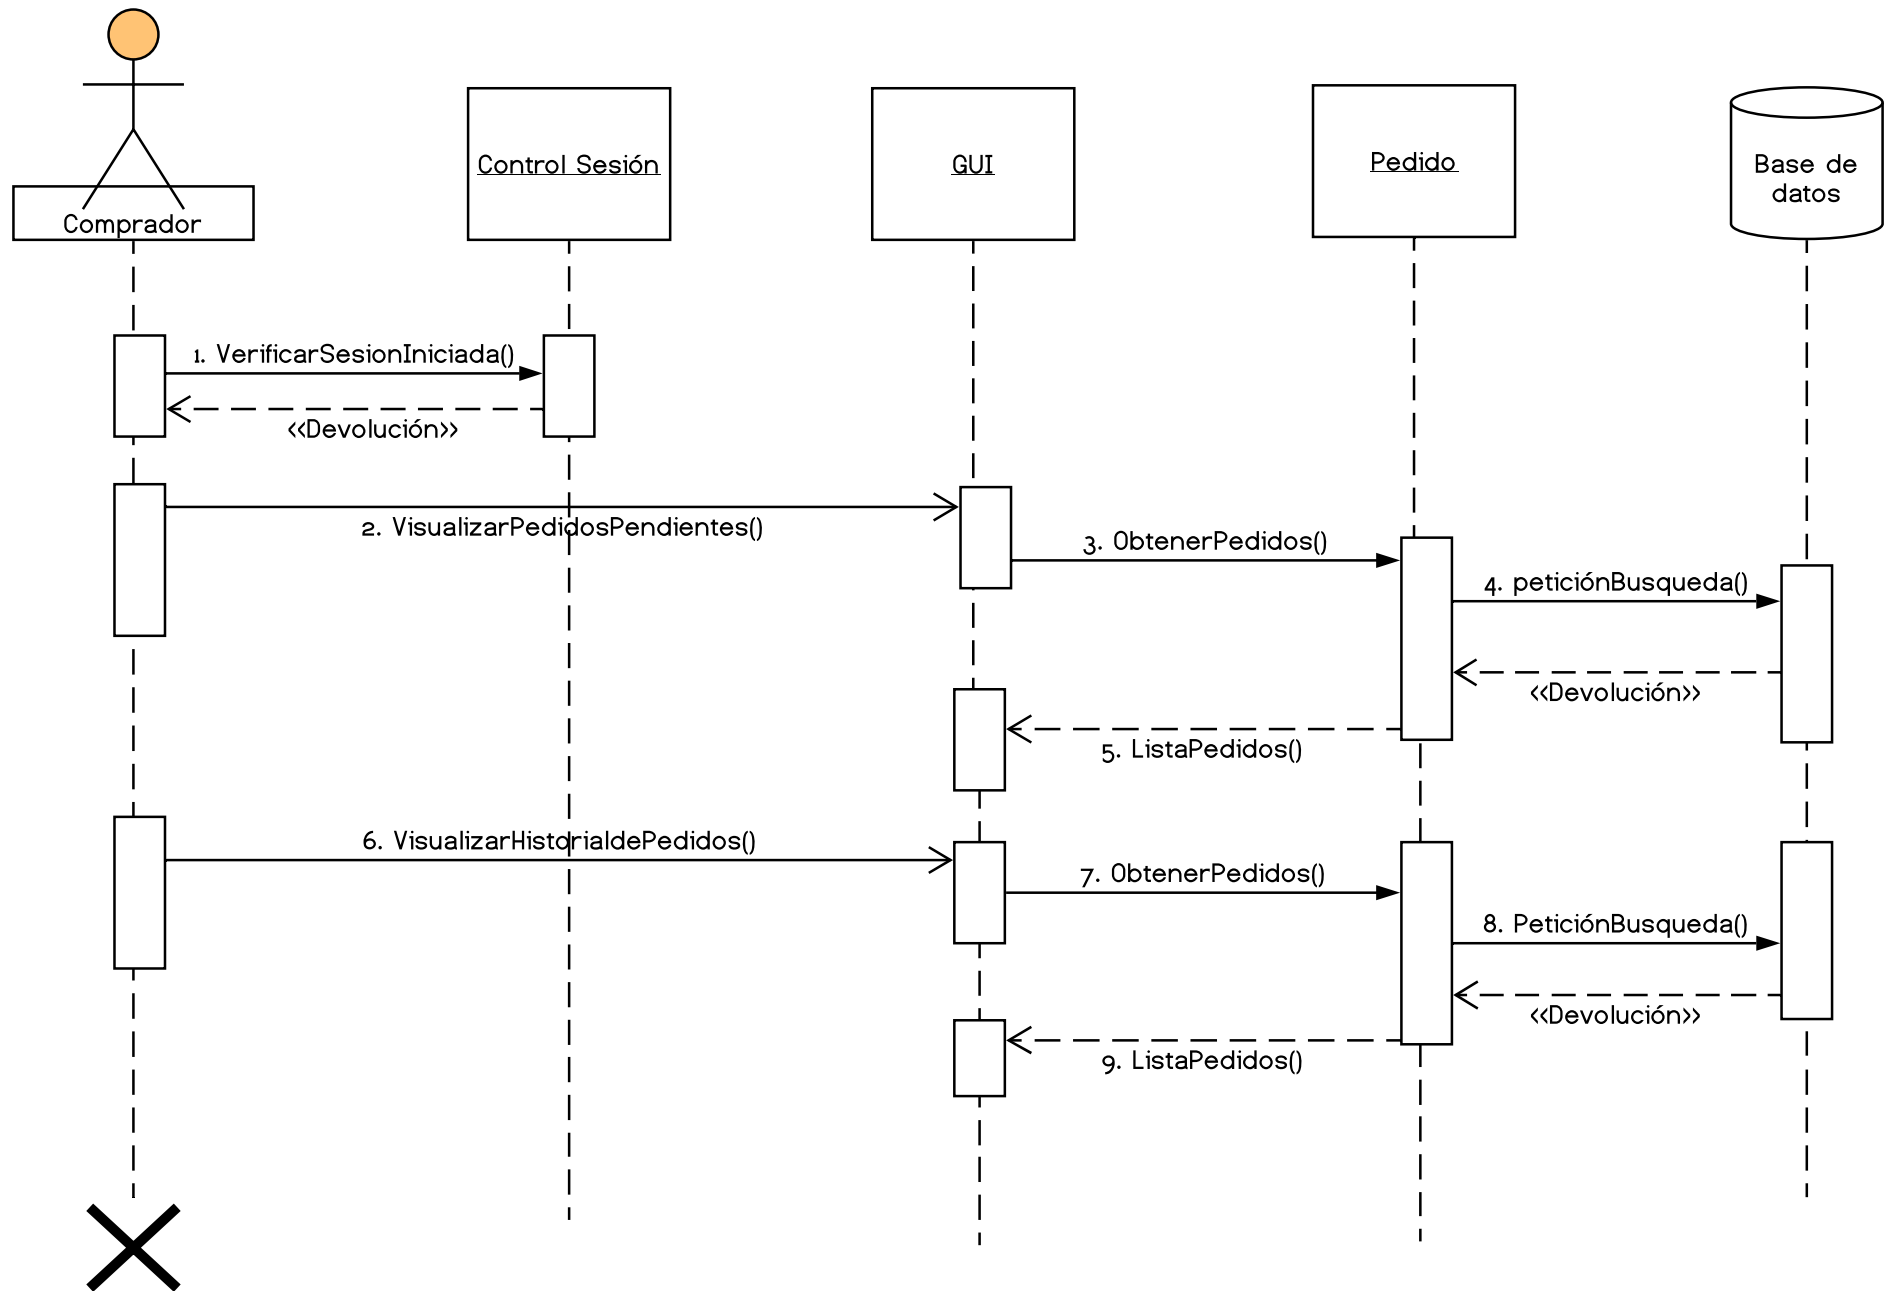 Comprador
Control Sesión
GUI
Pedido
Base de
datos
1. VerificarSesionIniciada()
<<Devolución>>
2. VisualizarPedidosPendientes()
3. ObtenerPedidos()
4. peticiónBusqueda()
<<Devolución>>
5. ListaPedidos()
6. VisualizarHistorialdePedidos()
7. ObtenerPedidos()
8. PeticiónBusqueda()
<<Devolución>>
9. ListaPedidos()